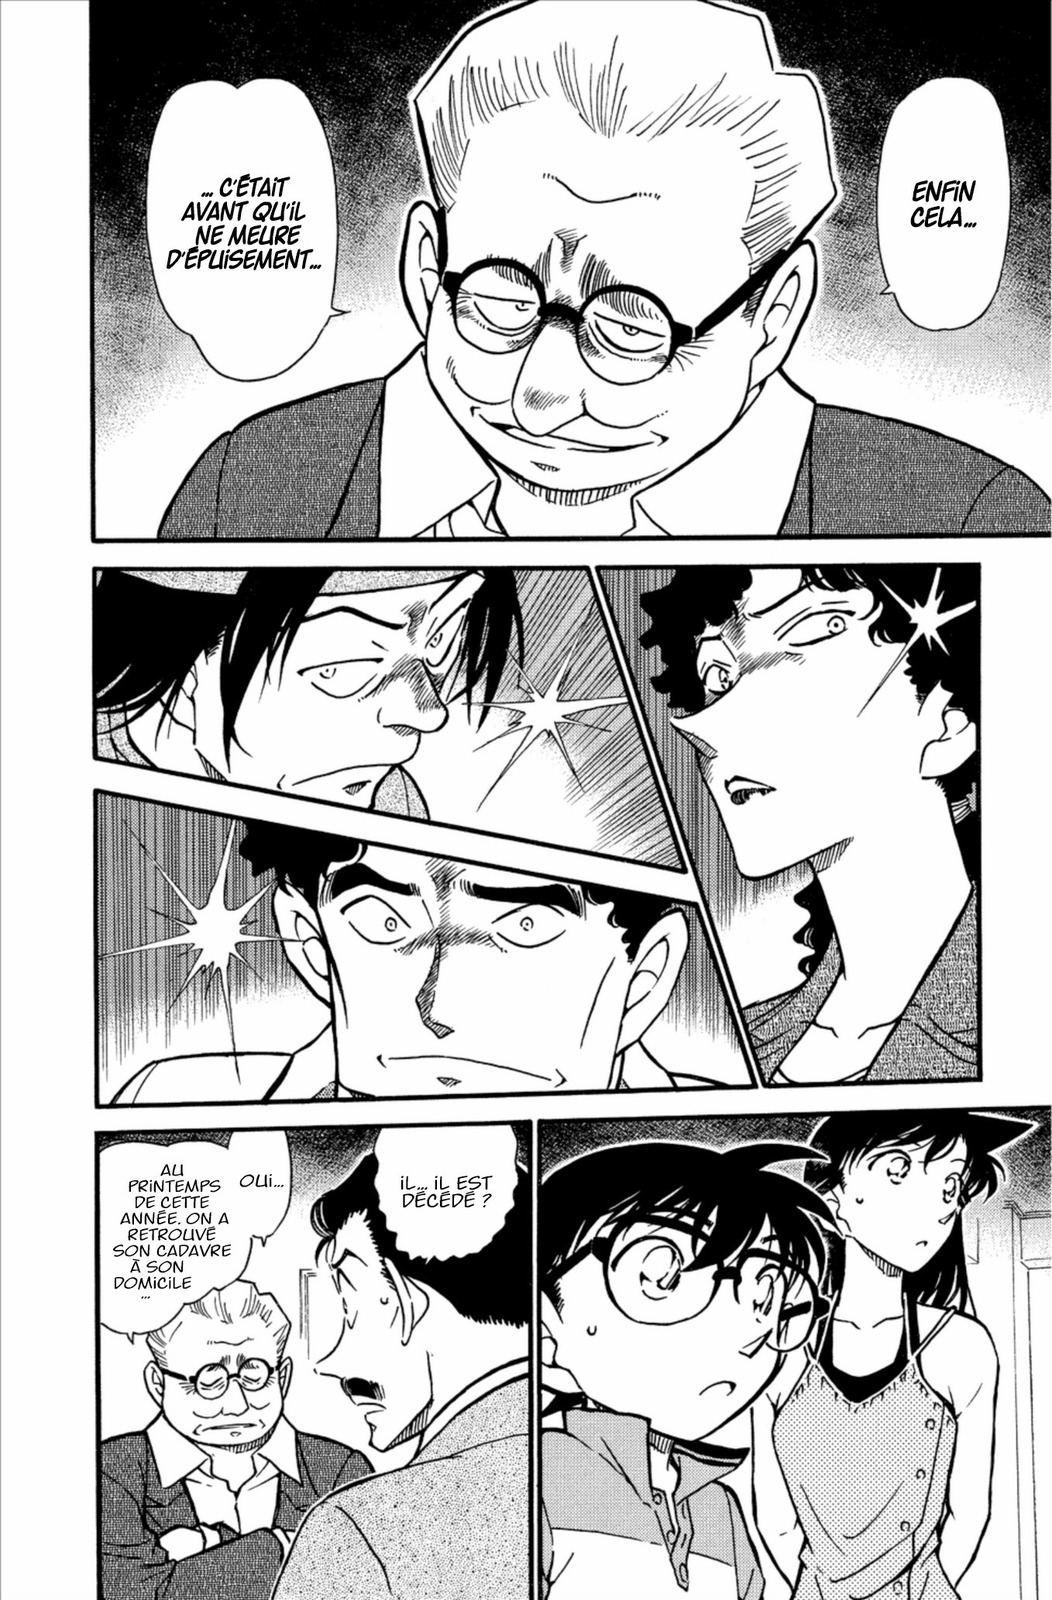 ENFIN
CELA...
... C'ÉTAIT
AVANT QU'IL
NE MEURE
D'ÉPUISEMENT...
IL... IL EST
DÉCÉDÉ ?
OUI...
AU
PRINTEMPS
DE CETTE
ANNÉE. ON A
RETROUVÉ
SON CADAVRE
À SON
DOMICILE
...